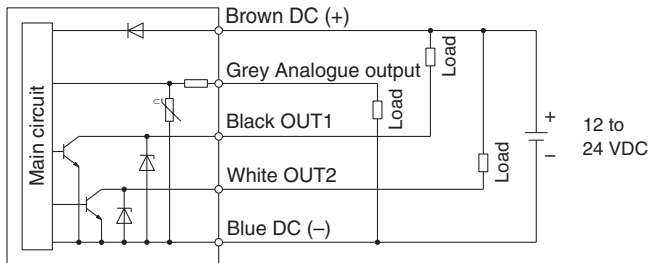 Brown DC (+)
Grey Analogue output
Black OUT1
White OUT2
Blue DC (–)
Main circuit
Load
Load
Load
+
–
12 to
24 VDC